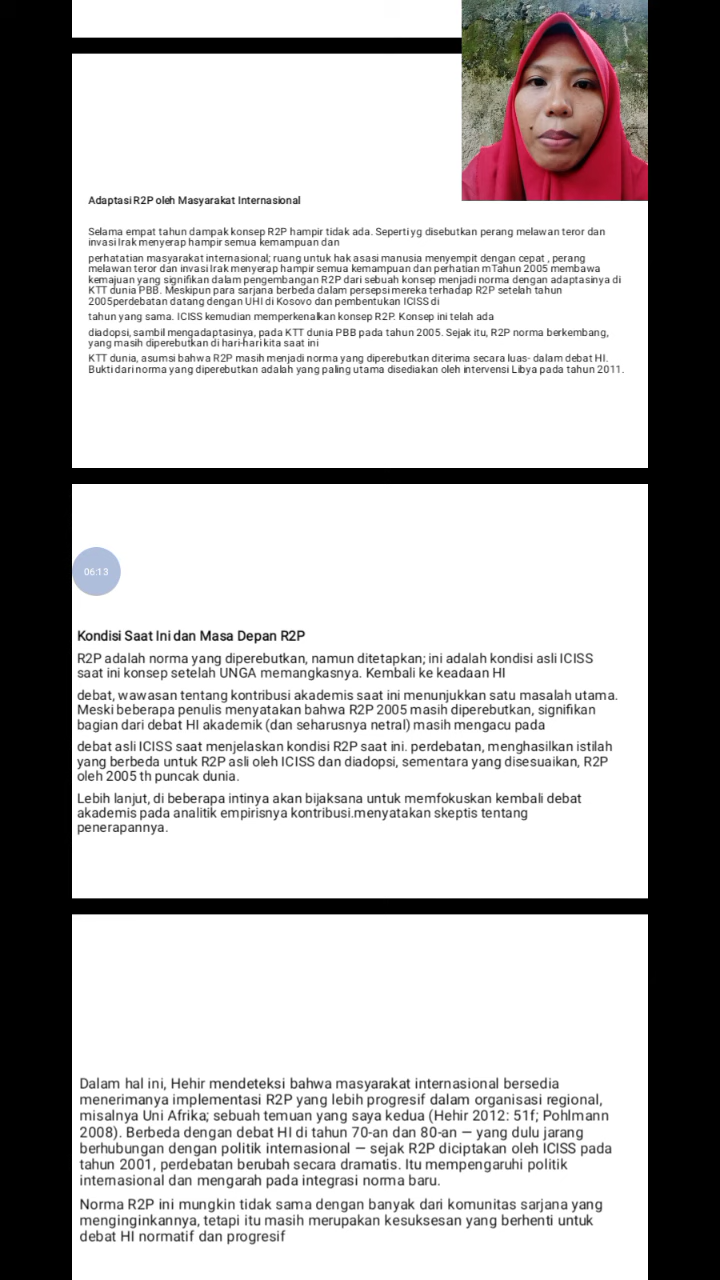 Adaptasi R2P oleh Masyarakat Internasional
Selama empat tahun dampak konsep R2P hampir tidak ada. Seperti yg disebutkan perang melawan teror dan
invasi Irak menyerap hampir semua kemampuan dan
perhatatian masyarakat internasional; ruang untuk hak asasi manusia menyempit dengan cepat , perang
melawan teror dan invasi Irak menyerap hampir semua kemampuan dan perhatian mTahun 2005 membawa
kemajuan yang signifikan dalam pengembangan R2P dari sebuah konsep menjadi norma dengan adaptasinya di
KTT dunia PBB. Meskipun para sarjana berbeda dalam persepsi mereka terhadap R2P setelah tahun
2005perdebatan datang dengan UHI di Kosovo dan pembentukan ICISS di
tahun yang sama. ICISS kemudian memperkenalkan konsep R2P. Konsep ini telah ada
diadopsi, sambil mengadaptasinya, pada KTT dunia PBB pada tahun 2005. Sejak itu, R2P norma berkembang,
yang masih diperebutkan di hari-hari kita saat ini
KTT dunia, asumsi bahwa R2P masih menjadi norma yang diperebutkan diterima secara luas- dalam debat HI.
Bukti dari norma yang diperebutkan adalah yang paling utama disediakan oleh intervensi Libya pada tahun 2011.
06:13
Kondisi Saat Ini dan Masa Depan R2P
R2P adalah norma yang diperebutkan, namun ditetapkan; ini adalah kondisi asli ICISS
saat ini konsep setelah UNGA memangkasnya. Kembali ke keadaan HI
debat, wawasan tentang kontribusi akademis saat ini menunjukkan satu masalah utama.
Meski beberapa penulis menyatakan bahwa R2P 2005 masih diperebutkan, signifikan
bagian dari debat HI akademik (dan seharusnya netral) masih mengacu pada
debat asli ICISS saat menjelaskan kondisi R2P saat ini. perdebatan, menghasilkan istilah
yang berbeda untuk R2P asli oleh ICISS dan diadopsi, sementara yang disesuaikan, R2P
oleh 2005 th puncak dunia.
Lebih lanjut, di beberapa intinya akan bijaksana untuk memfokuskan kembali debat
akademis pada analitik empirisnya kontribusi.menyatakan skeptis tentang
penerapannya.
Dalam hal ini, Hehir mendeteksi bahwa masyarakat internasional bersedia
menerimanya implementasi R2P yang lebih progresif dalam organisasi regional,
misalnya Uni Afrika; sebuah temuan yang saya kedua (Hehir 2012: 51f; Pohlmann
2008). Berbeda dengan debat HI di tahun 70-an dan 80-an — yang dulu jarang
berhubungan dengan politik internasional — sejak R2P diciptakan oleh ICISS pada
tahun 2001, perdebatan berubah secara dramatis. Itu mempengaruhi politik
internasional dan mengarah pada integrasi norma baru.
Norma R2P ini mungkin tidak sama dengan banyak dari komunitas sarjana yang
menginginkannya, tetapi itu masih merupakan kesuksesan yang berhenti untuk
debat HI normatif dan progresif